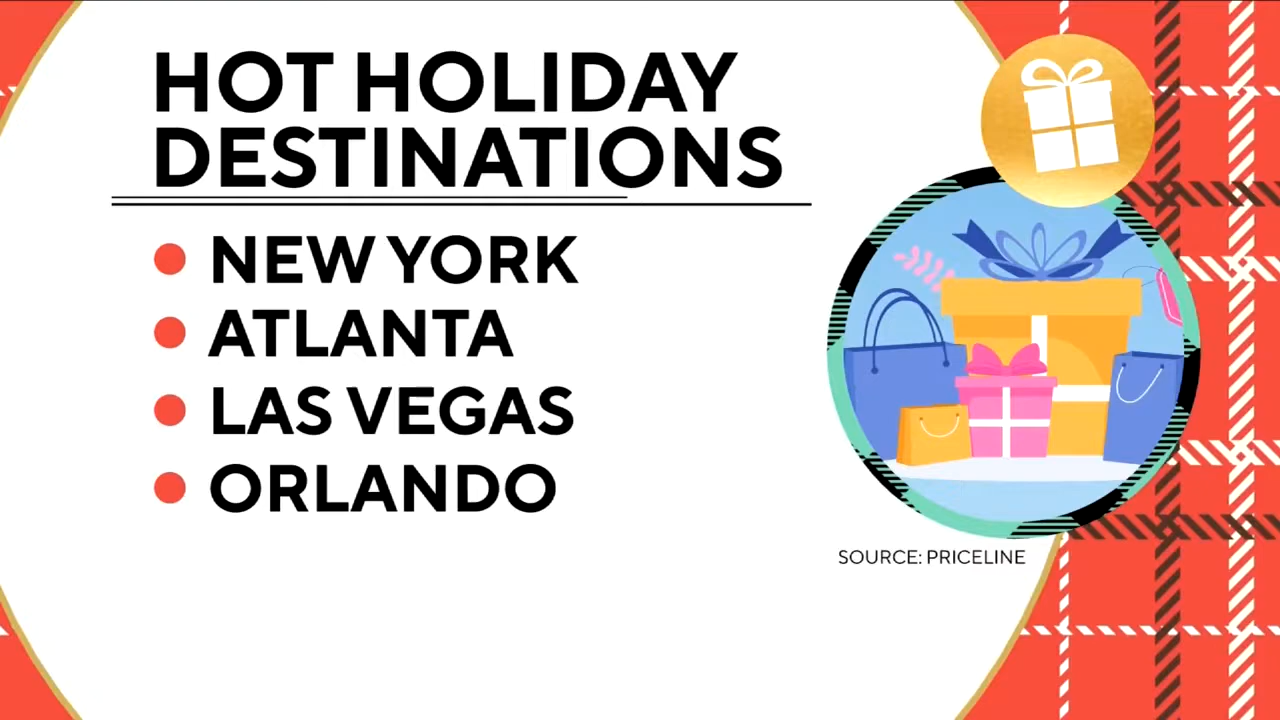 HOT HOLIDAY
DESTINATIONS
NEW YORK
ATLANTA
LAS VEGAS
ORLANDO
SOURCE: PRICELINE